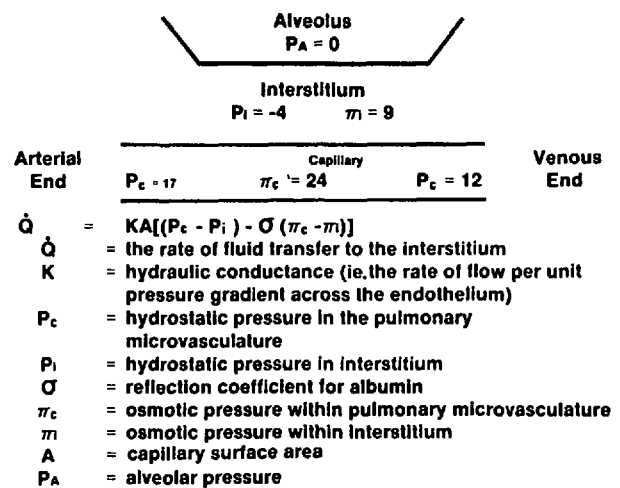 Alveolus
PA = 0
Interstitium
Pi = -4 πi = 9
Arterial End
Capillary
Venous End
Pc = 17 πc = 24 Pc = 12
Q̇ = KA[(Pc - Pi ) - σ (πc -πi)]
Q̇ = the rate of fluid transfer to the interstitium
K = hydraulic conductance (ie.the rate of flow per unit
pressure gradient across the endothelium)
Pc = hydrostatic pressure in the pulmonary
microvasculature
Pi = hydrostatic pressure in interstitium
σ = reflection coefficient for albumin
πc = osmotic pressure within pulmonary microvasculature
πi = osmotic pressure within interstitium
A = capillary surface area
PA = alveolar pressure